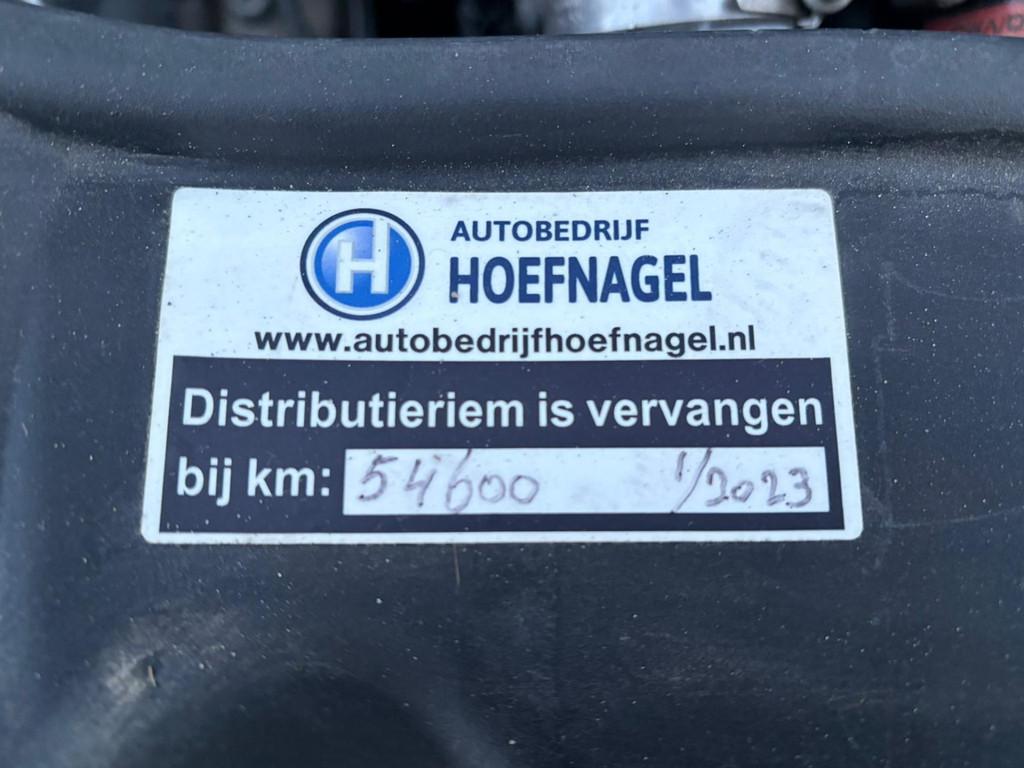 H
AUTOBEDRIJF
HOEFNAGEL
www.autobedrijfhoefnagel.nl
Distributieriem is vervangen
bij km: 54600 1/2023